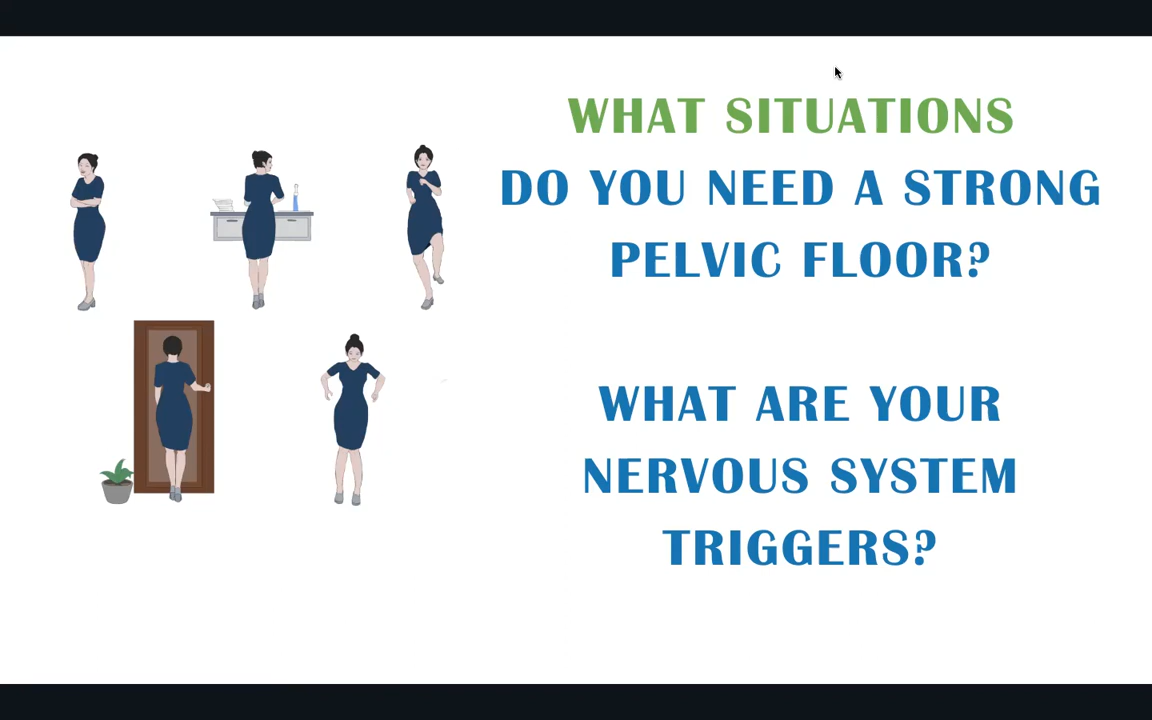 WHAT SITUATIONS
DO YOU NEED A STRONG
PELVIC FLOOR?
WHAT ARE YOUR
NERVOUS SYSTEM
TRIGGERS?